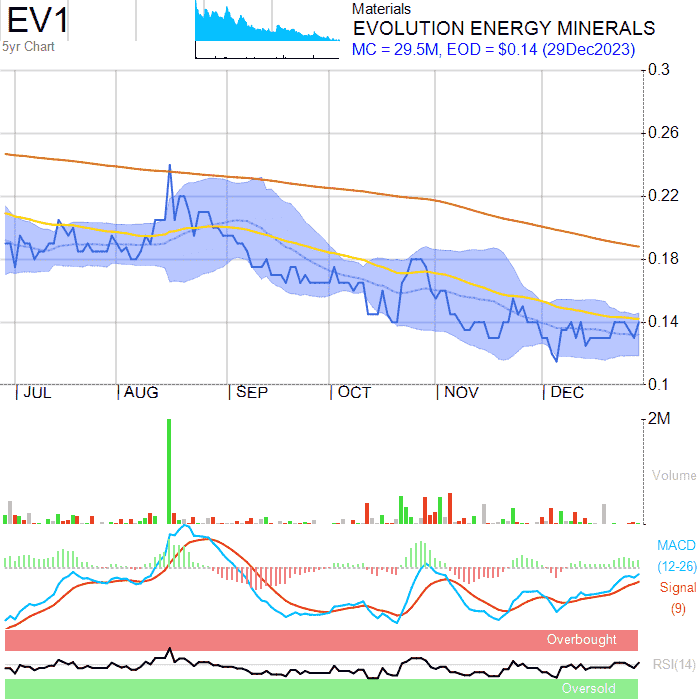 EV1
5yr Chart
Materials
EVOLUTION ENERGY MINERALS
MC = 29.5M, EOD = $0.14 (29Dec2023)
0.3
0.26
0.22
0.18
0.14
0.1
JUL AUG SEP OCT NOV DEC
2M
Volume
MACD
(12-26)
Signal
(9)
Overbought
RSI(14)
Oversold